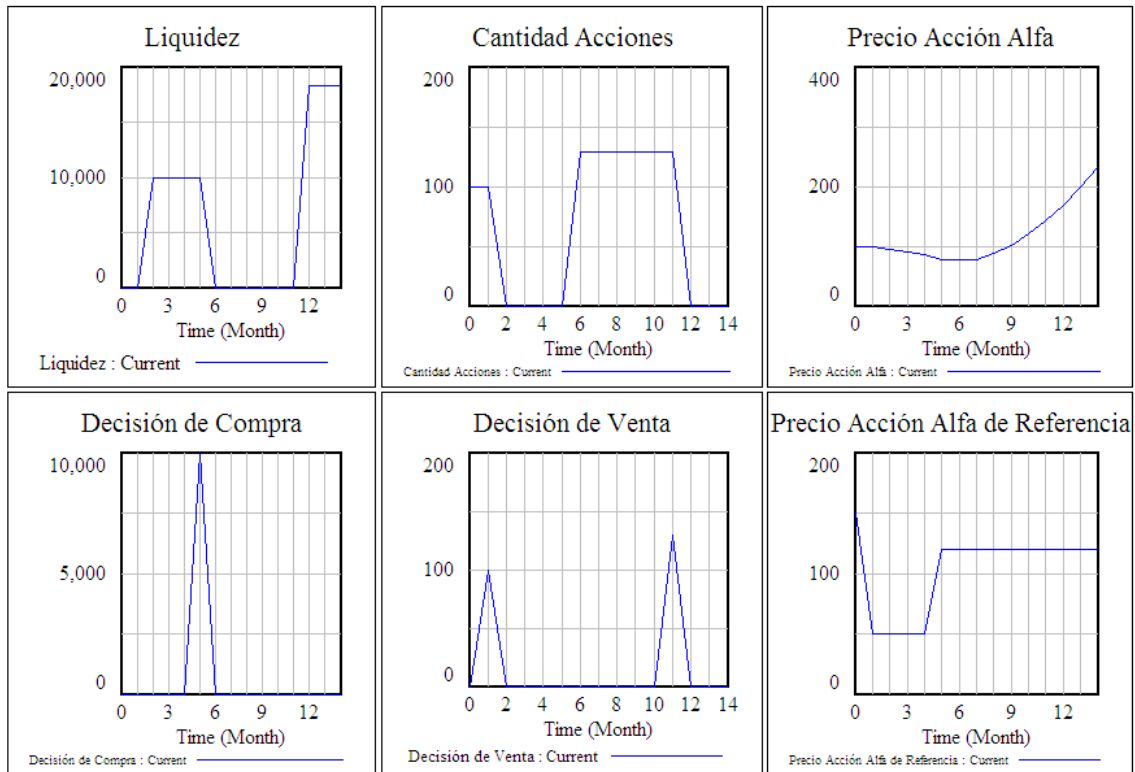 Liquidez
20,000
10,000
0
0 3 6 9 12
Time (Month)
Liquidez : Current
Cantidad Acciones
200
100
0
0 2 4 6 8 10 12 14
Time (Month)
Cantidad Acciones : Current
Precio Acción Alfa
400
200
0
0 3 6 9 12
Time (Month)
Precio Acción Alfa : Current
Decisión de Compra
10,000
5,000
0
0 3 6 9 12
Time (Month)
Decisión de Compra : Current
Decisión de Venta
200
100
0
0 2 4 6 8 10 12 14
Time (Month)
Decisión de Venta : Current
Precio Acción Alfa de Referencia
200
100
0
0 3 6 9 12
Time (Month)
Precio Acción Alfa de Referencia : Current